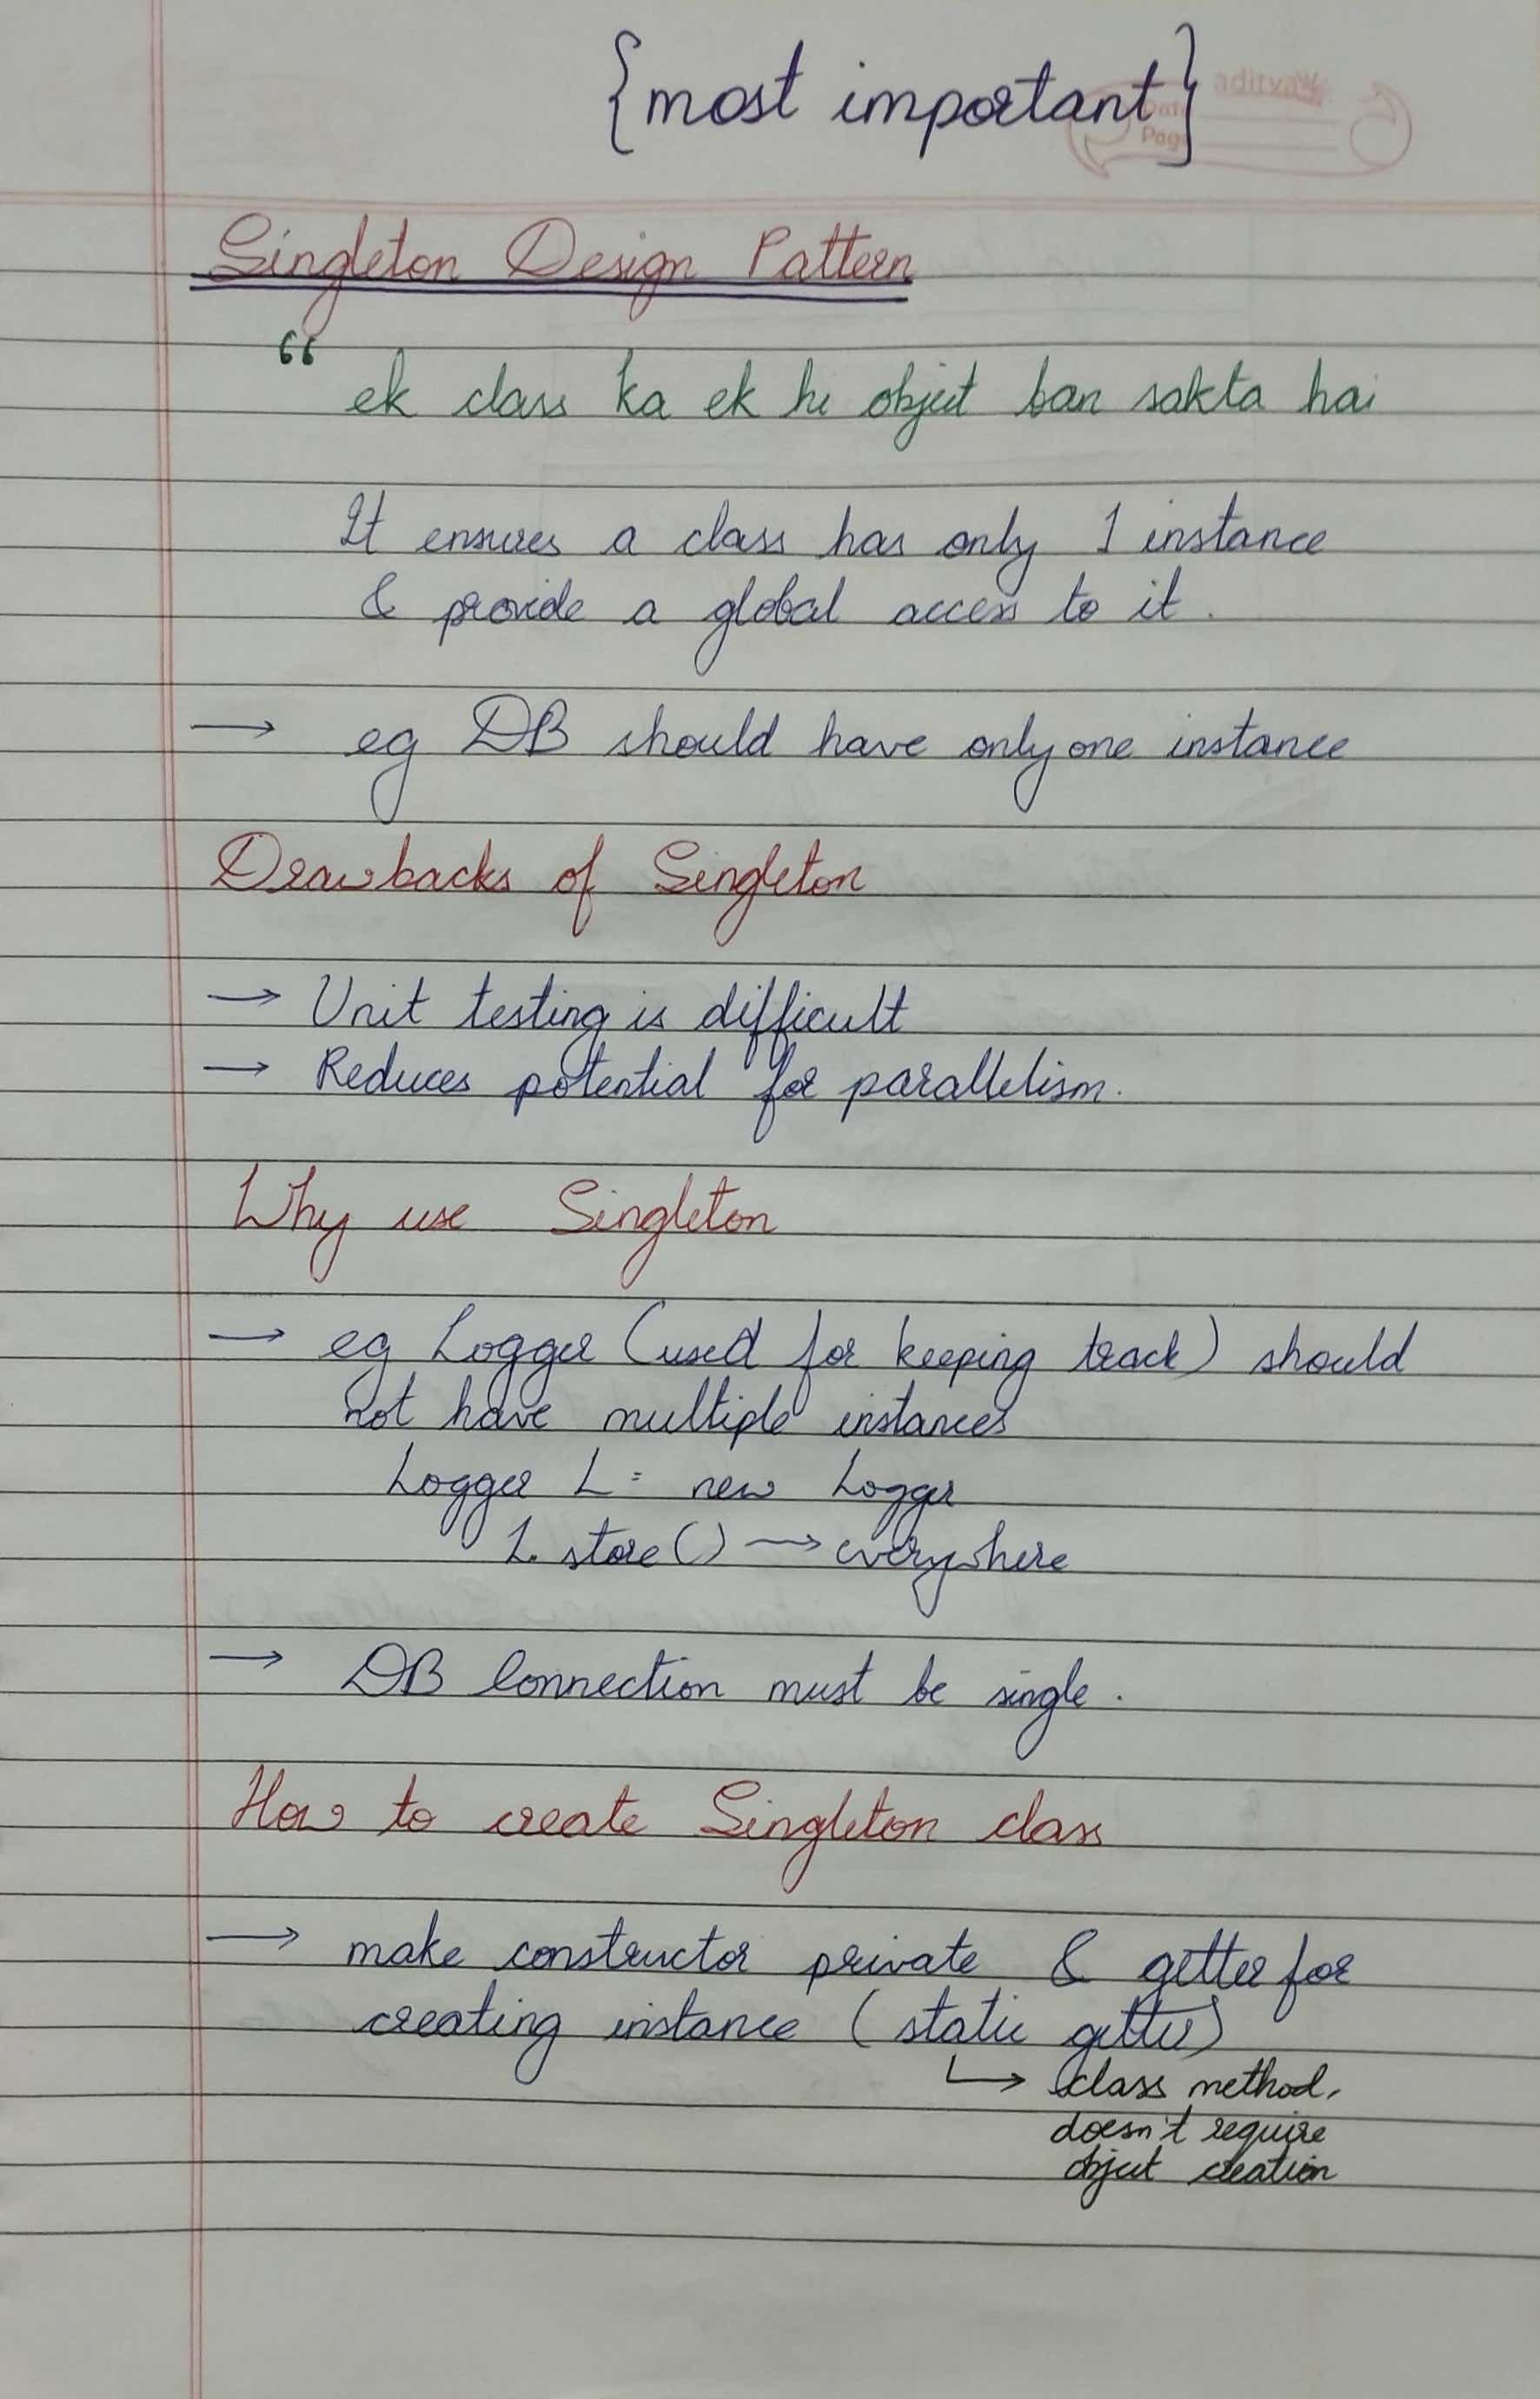 {most important}
aditya
Date
Page
Singleton Design Pattern
“ ek class ka ek hi object ban sakta hai
It ensures a class has only 1 instance
& provide a global access to it.
→ eg DB should have only one instance
Drawbacks of Singleton
→ Unit testing is difficult
→ Reduces potential for parallelism.
Why use Singleton
→ eg Logger (used for keeping track) should
not have multiple instances
Logger L = new Logger
L. store() → everywhere
→ DB Connection must be single.
How to create Singleton class
→ make constructor private & getter for
creating instance (static getter)
↳ class method,
doesn't require
object creation